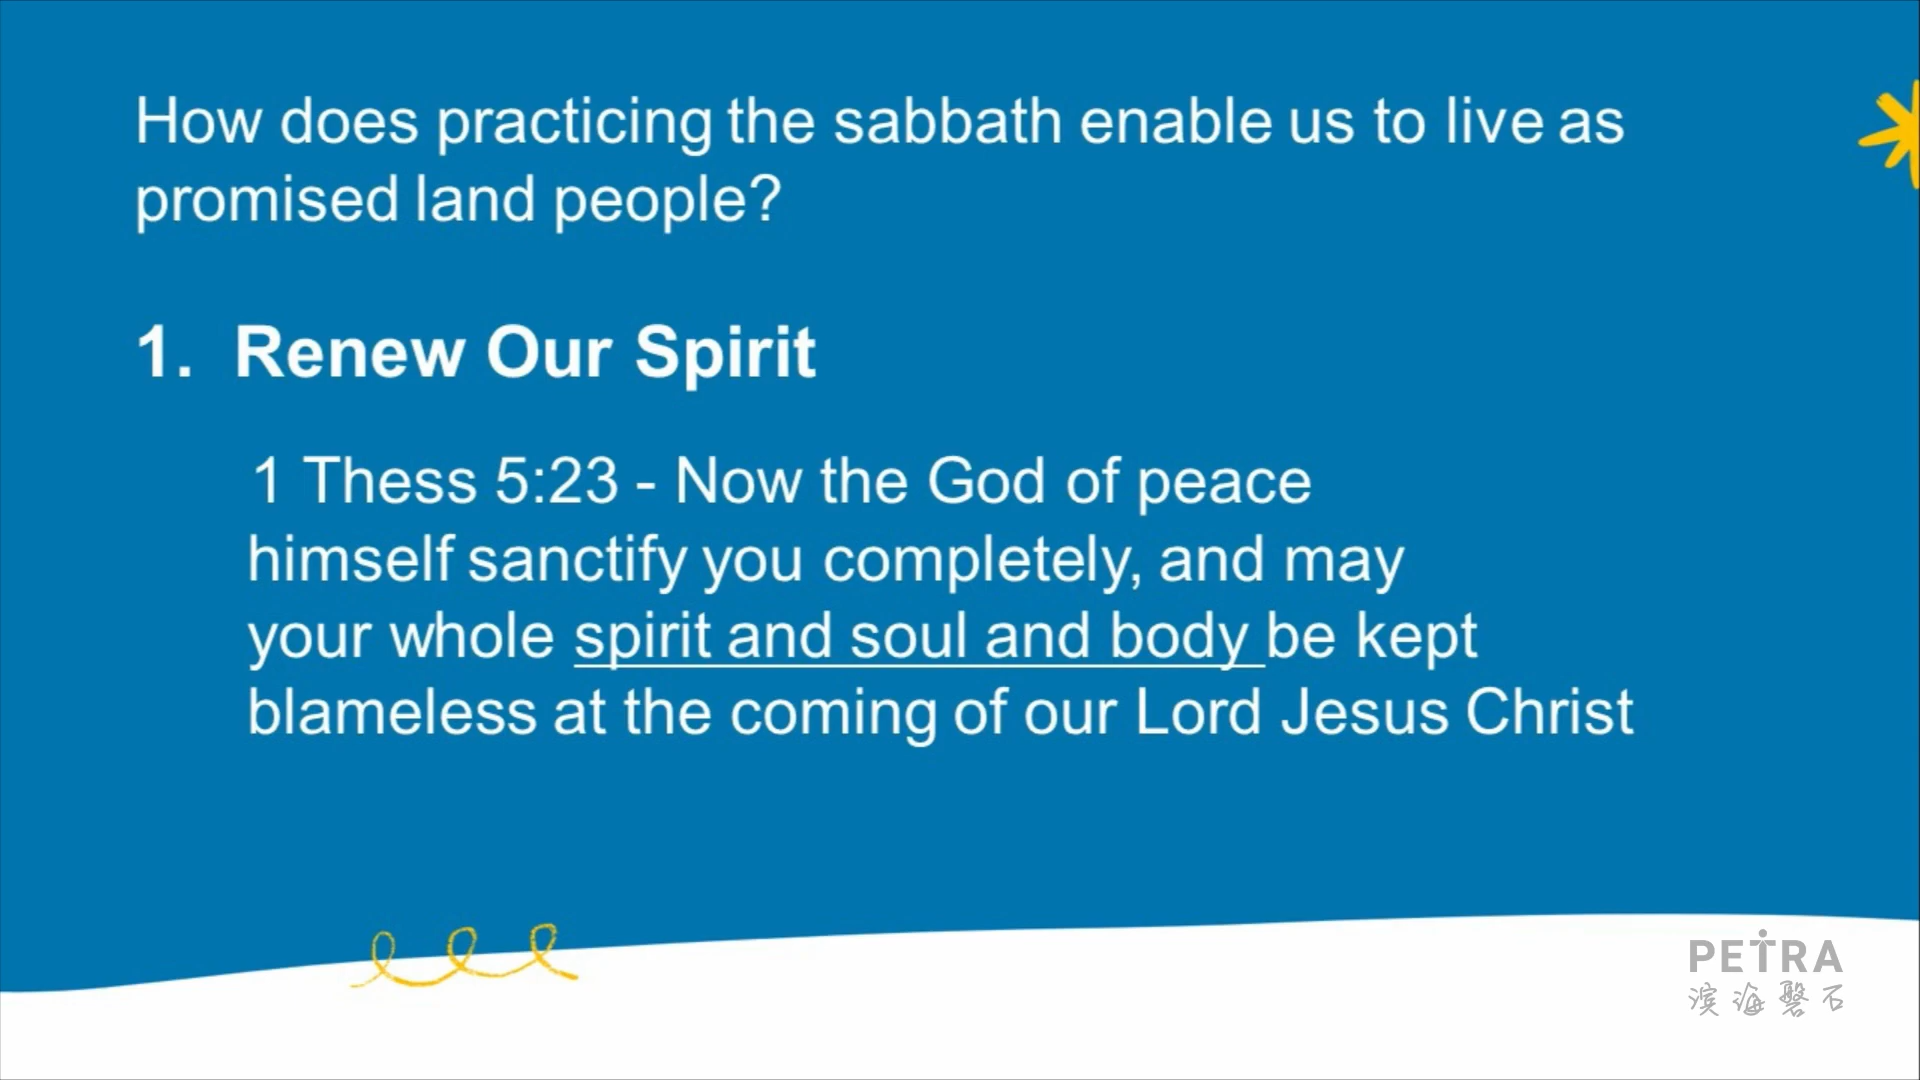 How does practicing the sabbath enable us to live as
promised land people?
1. Renew Our Spirit
1 Thess 5:23 - Now the God of peace
himself sanctify you completely, and may
your whole spirit and soul and body be kept
blameless at the coming of our Lord Jesus Christ
PETRA
滨海磐石